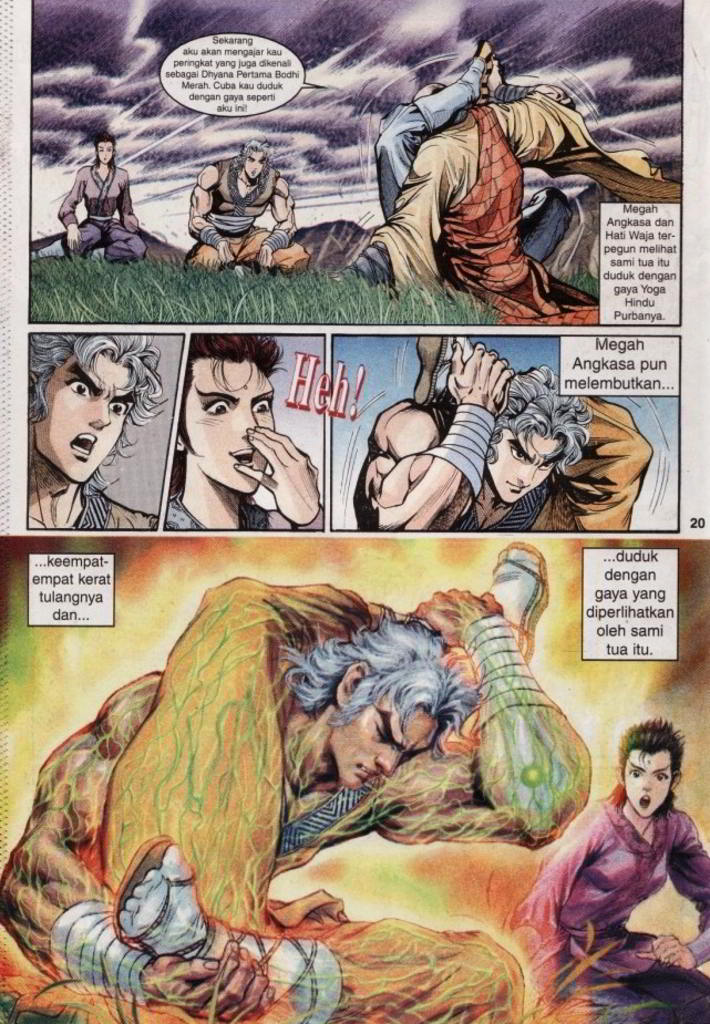 Sekarang
aku akan mengajar kau
peringkat yang juga dikenali
sebagai Dhyana Pertama Bodhi
Merah. Cuba kau duduk
dengan gaya seperti
aku ini!
Megah
Angkasa dan
Hati Waja ter-
pegun melihat
sami tua itu
duduk dengan
gaya Yoga
Hindu
Purbanya.
Heh!
Megah
Angkasa pun
melembutkan...
20
...keempat-
empat kerat
tulangnya
dan...
...duduk
dengan
gaya yang
diperlihatkan
oleh sami
tua itu.